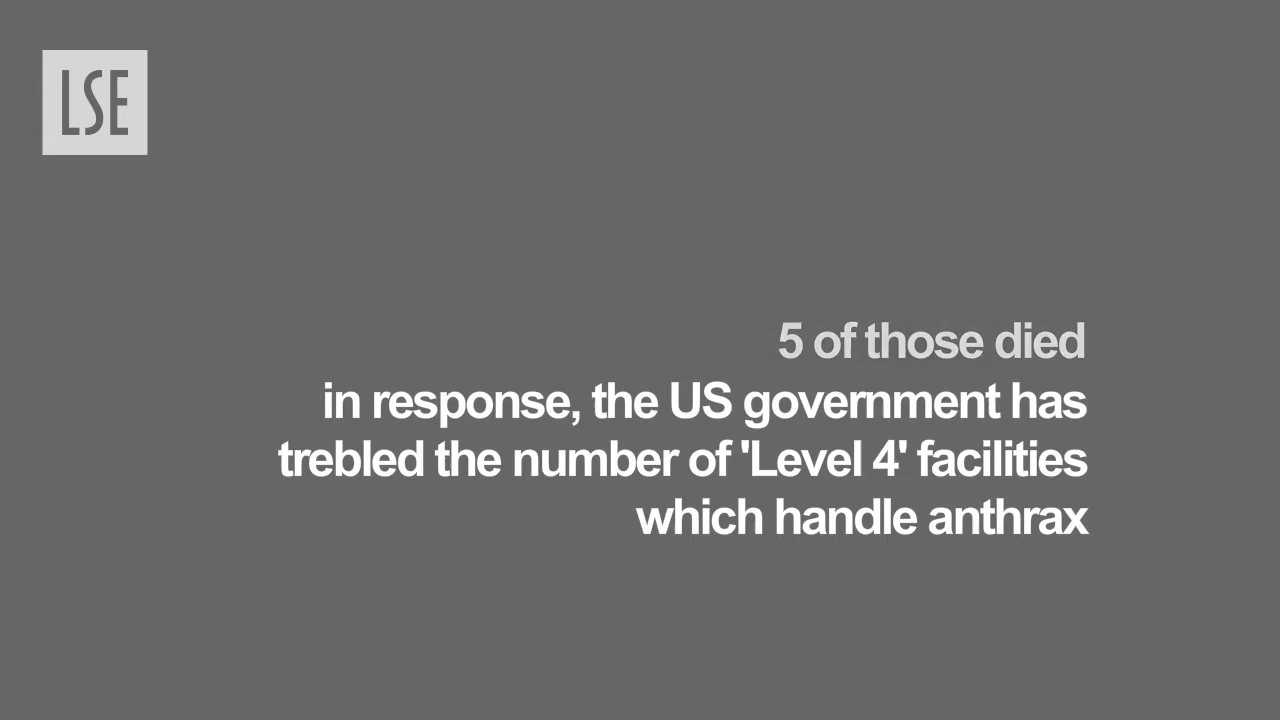 LSE
5 of those died
in response, the US government has
trebled the number of 'Level 4' facilities
which handle anthrax